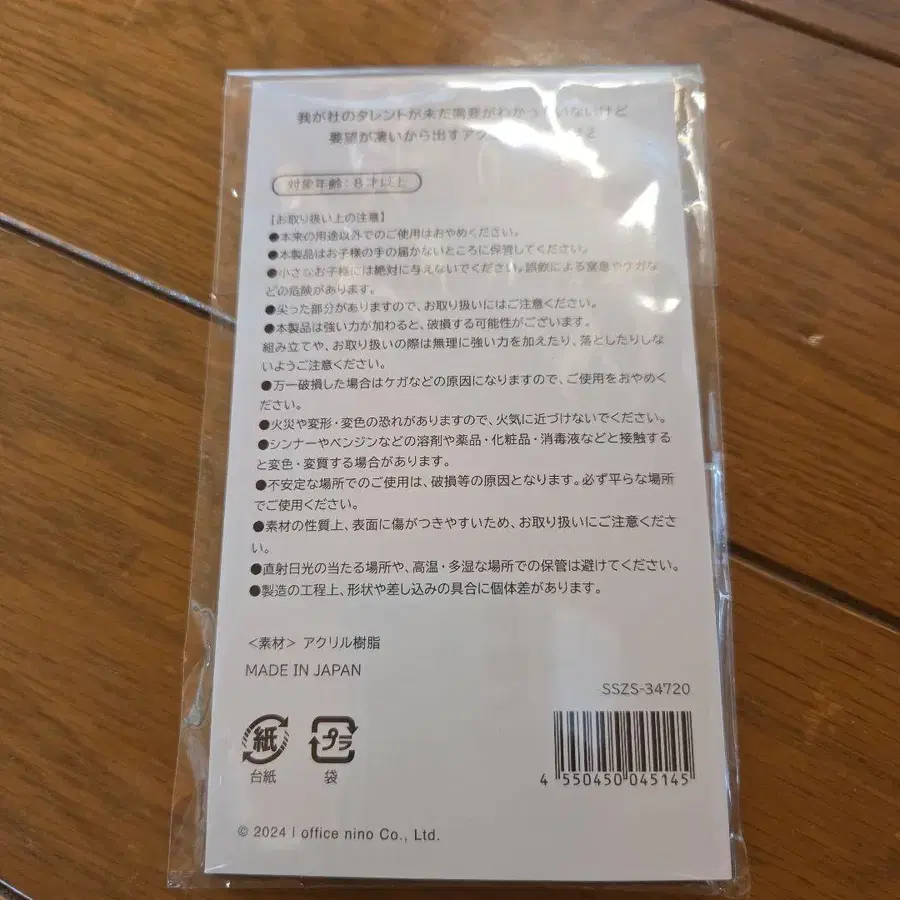 我が社のタレントが未だ需要がわかっていないけど
要望が凄いから出すアク
対象年齢：8才以上
【お取り扱い上の注意】
●本来の用途以外でのご使用はおやめください。
●本製品はお子様の手の届かないところに保管してください。
●小さなお子様には絶対に与えないでください。誤飲による窒息やケガな
どの危険があります。
●尖った部分がありますので、お取り扱いにはご注意ください。
●本製品は強い力が加わると、破損する可能性がございます。
組み立てや、お取り扱いの際は無理に強い力を加えたり、落としたりしな
いようご注意ください。
●万一破損した場合はケガなどの原因になりますので、ご使用をおやめく
ださい。
●火災や変形・変色の恐れがありますので、火気に近づけないでください。
●シンナーやベンジンなどの溶剤や薬品・化粧品・消毒液などと接触する
と変色・変質する場合があります。
●不安定な場所でのご使用は、破損等の原因となります。必ず平らな場所
でご使用ください。
●素材の性質上、表面に傷がつきやすいため、お取り扱いにご注意くださ
い。
●直射日光の当たる場所や、高温・多湿な場所での保管は避けてください。
●製造の工程上、形状や差し込みの具合に個体差があります。
＜素材＞ アクリル樹脂
MADE IN JAPAN
SSZS-34720
紙
台紙
プラ
袋
4 550450 045145
© 2024 | office nino Co., Ltd.